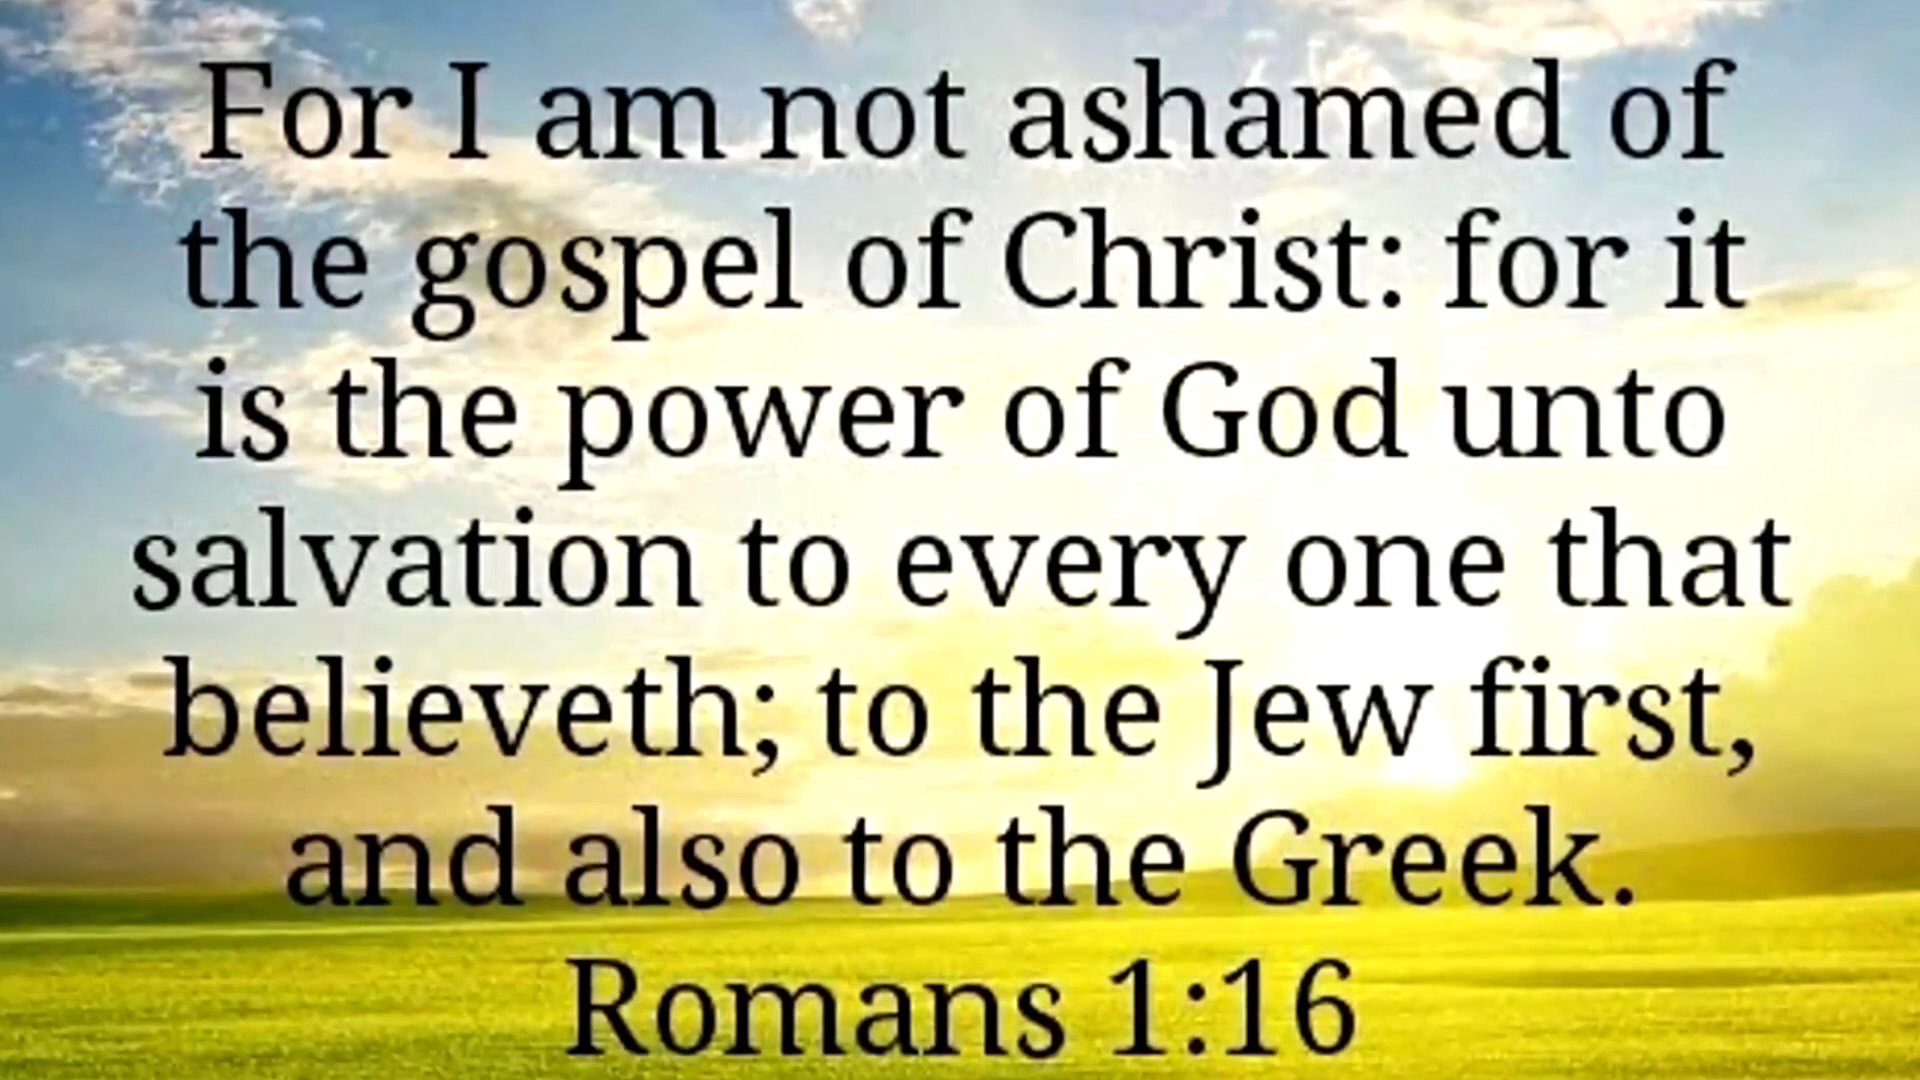 For I am not ashamed of
the gospel of Christ: for it
is the power of God unto
salvation to every one that
believeth; to the Jew first,
and also to the Greek.
Romans 1:16